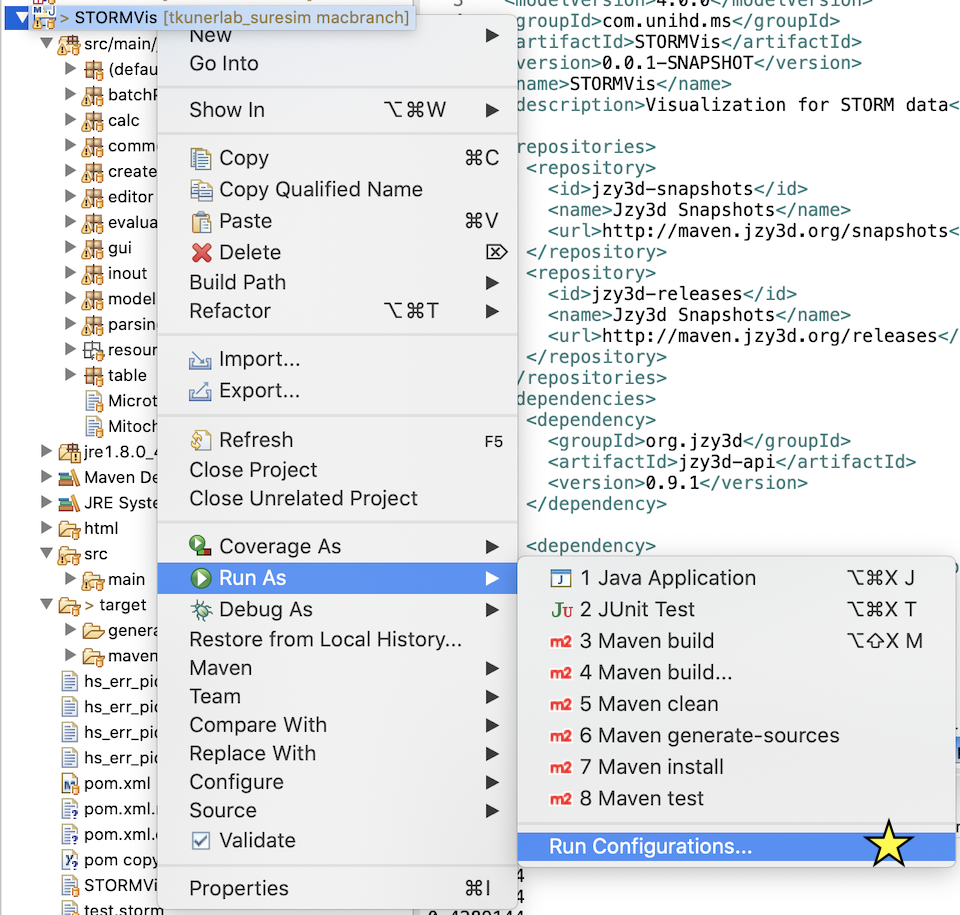 > STORMVis [tkunerlab_suresim macbranch]
src/main/
(defau
batchP
calc
comm
create
editor
evalua
gui
inout
model
parsin
resour
table
Microt
Mitoch
jre1.8.0_4
Maven De
JRE Syste
html
src
main
> target
genera
maven
hs_err_pid
hs_err_pid
hs_err_pid
hs_err_pid
pom.xml
pom.xml.
pom.xml.
pom copy
STORMVi
test.storm
New
Go Into
Show In ⌥⌘W
Copy ⌘C
Copy Qualified Name
Paste ⌘V
Delete ⌦
Build Path
Refactor ⌥⌘T
Import...
Export...
Refresh F5
Close Project
Close Unrelated Project
Coverage As
Run As
Debug As
Restore from Local History...
Maven
Team
Compare With
Replace With
Configure
Source
Validate
Properties ⌘I
<modelVersion>4.0.0</modelVersion>
groupId>com.unihd.ms</groupId>
artifactId>STORMVis</artifactId>
version>0.0.1-SNAPSHOT</version>
name>STORMVis</name>
description>Visualization for STORM data<
repositories>
<repository>
<id>jzy3d-snapshots</id>
<name>Jzy3d Snapshots</name>
<url>http://maven.jzy3d.org/snapshots<
</repository>
<repository>
<id>jzy3d-releases</id>
<name>Jzy3d Snapshots</name>
<url>http://maven.jzy3d.org/releases</
</repository>
/repositories>
dependencies>
<dependency>
<groupId>org.jzy3d</groupId>
<artifactId>jzy3d-api</artifactId>
<version>0.9.1</version>
</dependency>
<dependency>
1 Java Application ⌥⌘X J
2 JUnit Test ⌥⌘X T
3 Maven build ⌥⇧X M
4 Maven build...
5 Maven clean
6 Maven generate-sources
7 Maven install
8 Maven test
Run Configurations...